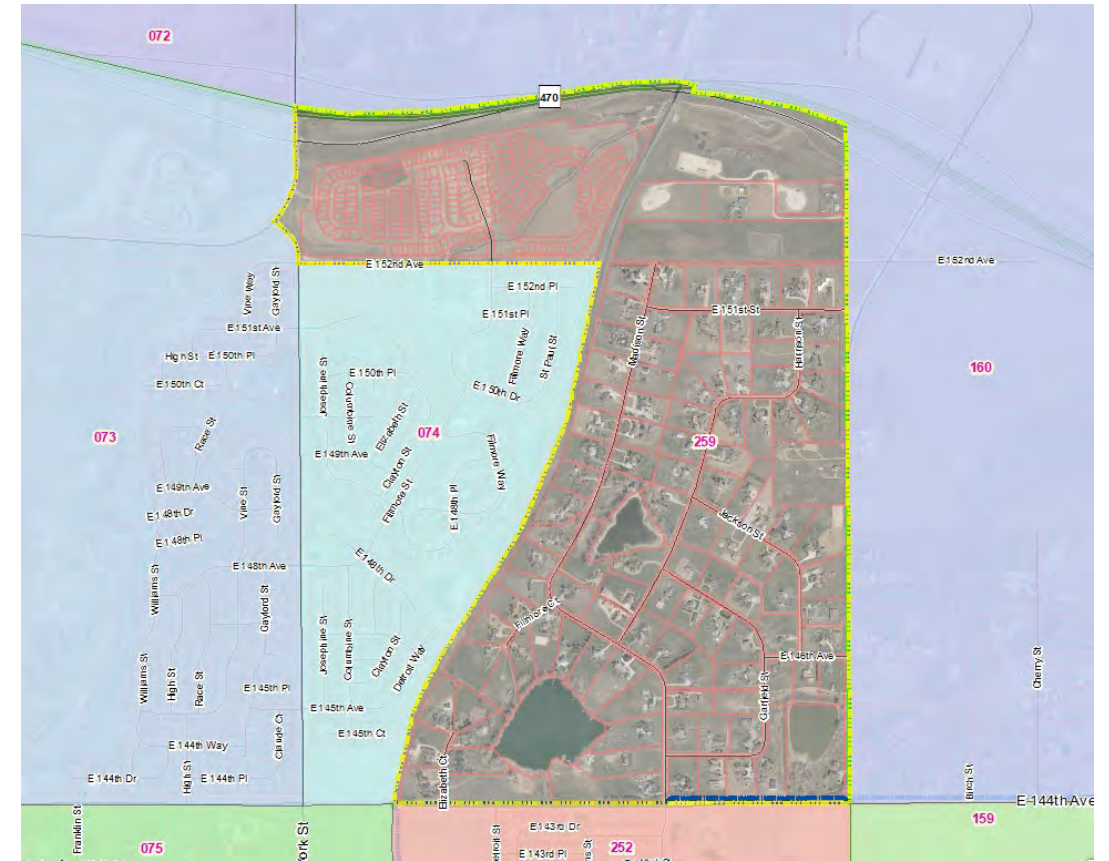 072
470
E 152nd Ave
E 152nd Ave
E 152nd Pl
Vine Way
Gaylord St
E 151st Pl
E 151st St
E 151st Ave
Fillmore Way
St Paul St
Madison St
Harrison St
High St
E 150th Pl
E 150th Ct
E 150th Pl
E 150th Dr
Josephine St
Columbine St
Elizabeth St
160
073
Race St
074
259
E 149th Ave
Clayton St
Fillmore Way
E 149th Ave
Vine St
Gaylord St
Fillmore St
E 148th Pl
E 148th Dr
Jackson St
E 148th Pl
E 148th Ave
E 148th Dr
Williams St
Gaylord St
Fillmore Ct
Josephine St
Columbine St
Clayton St
Detroit Way
E 146th Ave
Cherry St
Williams St
High St
Race St
E 145th Pl
Garfield St
E 145th Ave
E 145th Ct
Claude Ct
E 144th Way
Elizabeth Ct
E 144th Dr
High St
E 144th Pl
Birch St
E 144th Ave
Franklin St
York St
E 143rd Dr
159
075
252
E 143rd Pl